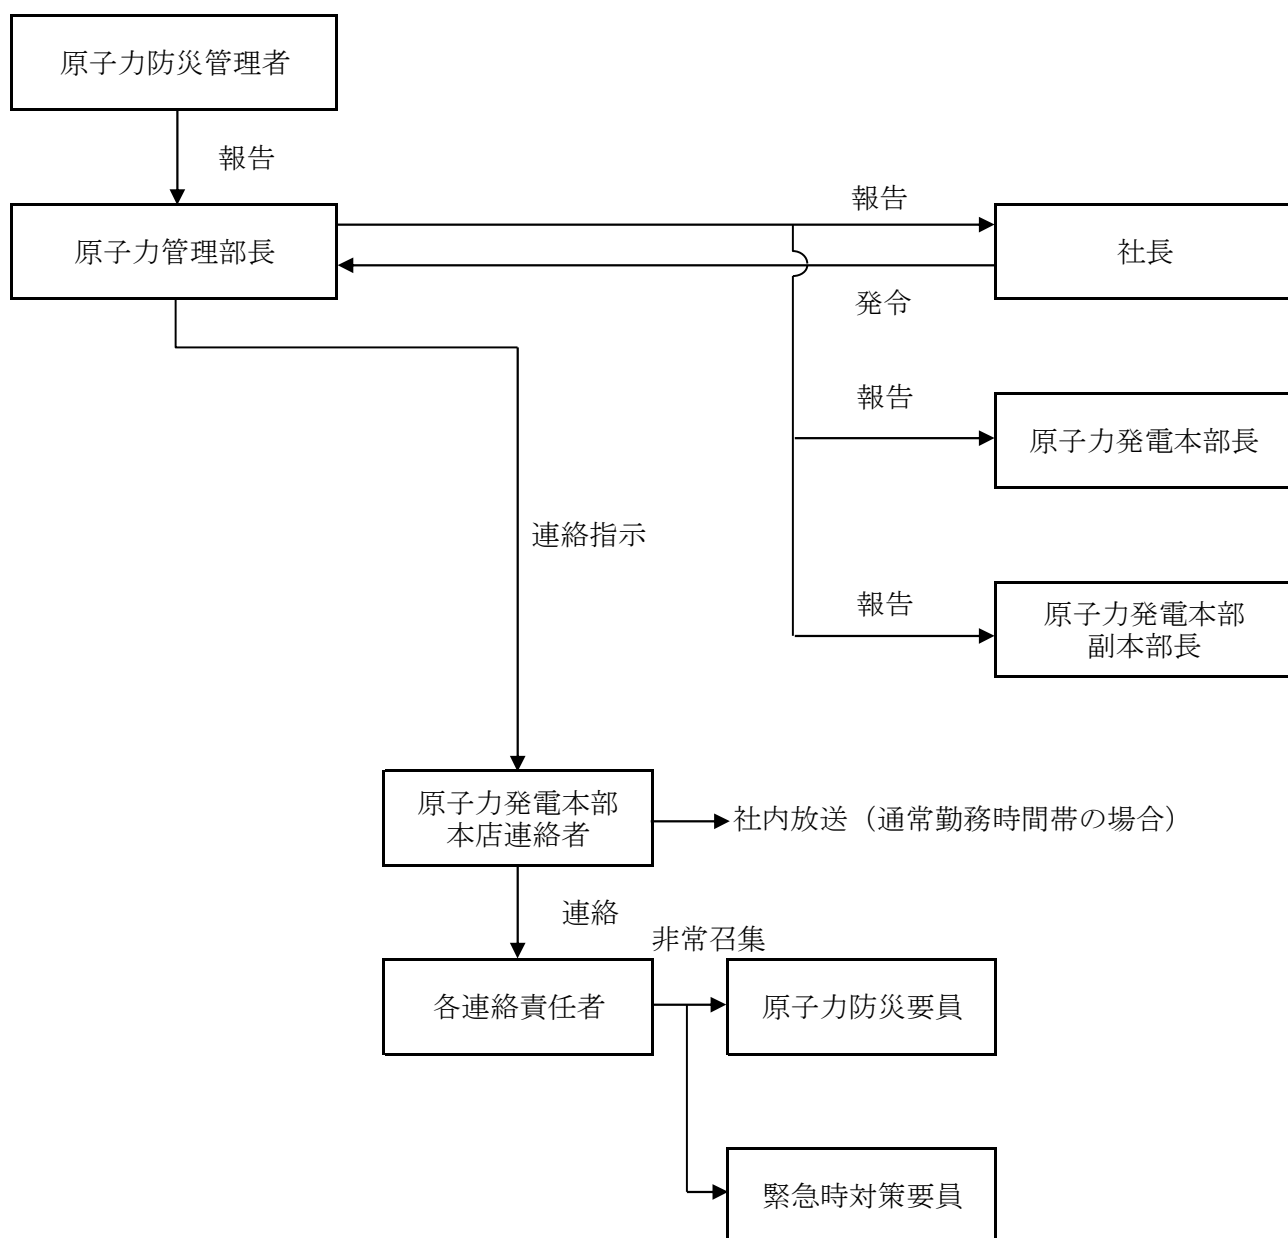 原子力防災管理者
報告
報告
原子力管理部長
社長
発令
報告
原子力発電本部長
連絡指示
報告
原子力発電本部
副本部長
原子力発電本部
本店連絡者
社内放送（通常勤務時間帯の場合）
連絡
非常召集
各連絡責任者
原子力防災要員
緊急時対策要員